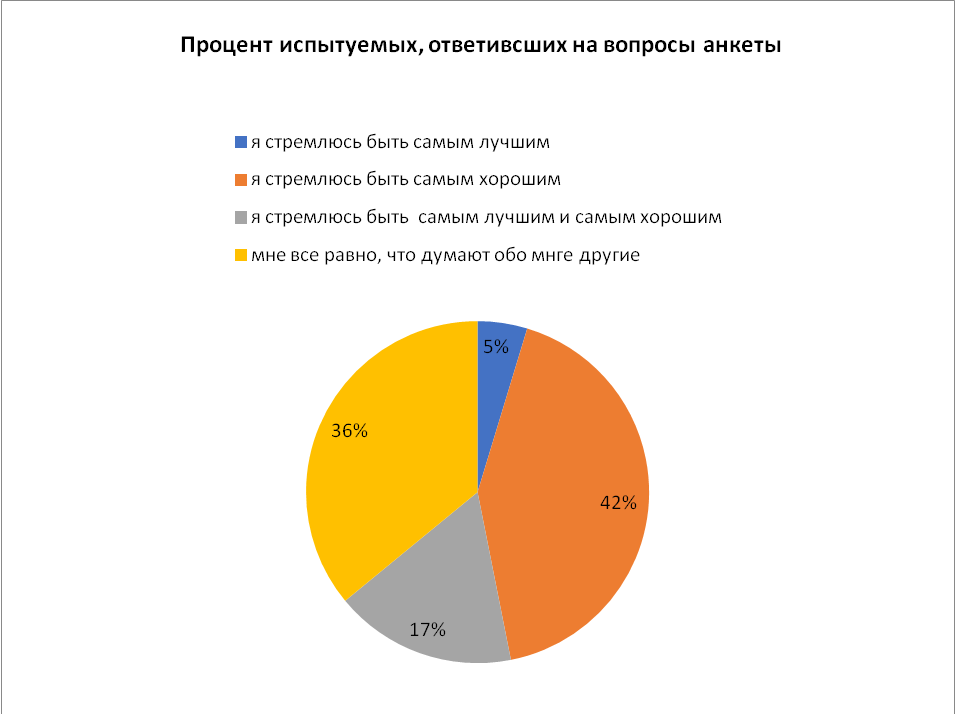 Процент испытуемых, ответивсших на вопросы анкеты
я стремлюсь быть самым лучшим
я стремлюсь быть самым хорошим
я стремлюсь быть  самым лучшим и самым хорошим
мне все равно, что думают обо мнге другие
5%
36%
42%
17%